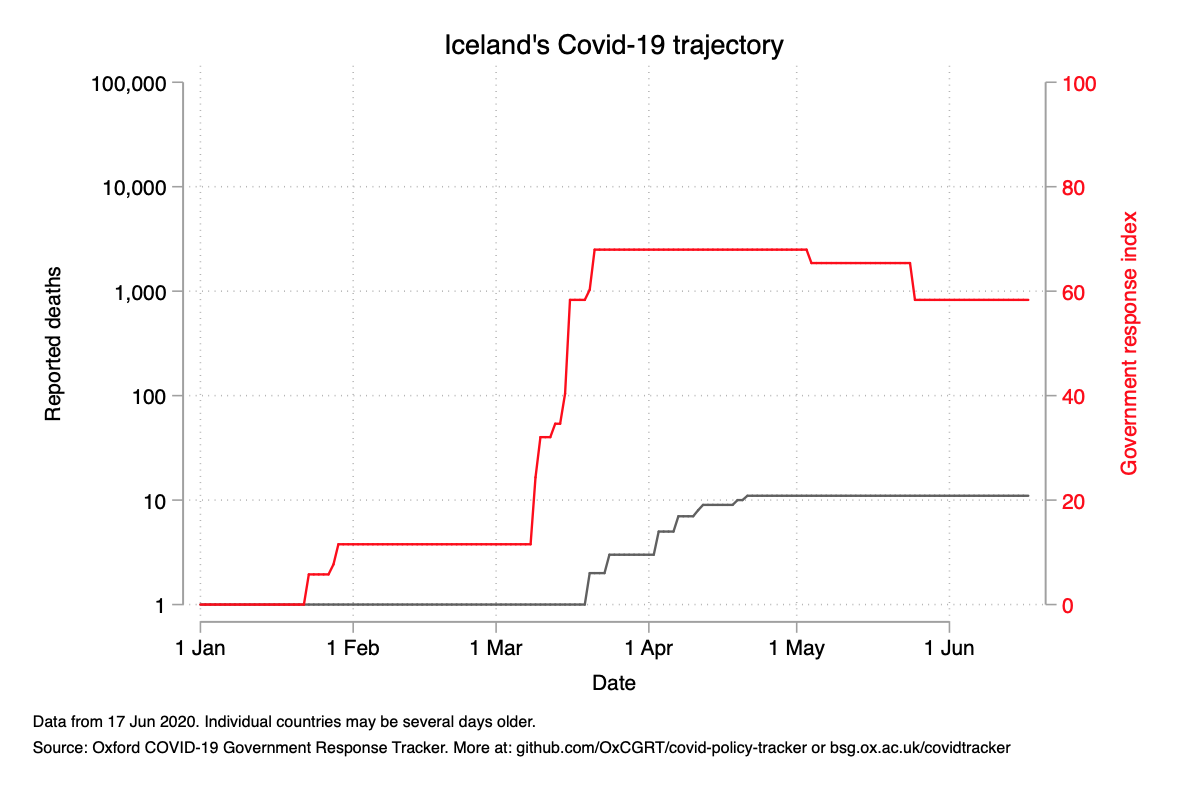 Iceland's Covid-19 trajectory
100,000
10,000
1,000
100
10
1
Reported deaths
100
80
60
40
20
0
Government response index
1 Jan
1 Feb
1 Mar
1 Apr
1 May
1 Jun
Date
Data from 17 Jun 2020. Individual countries may be several days older.
Source: Oxford COVID-19 Government Response Tracker. More at: github.com/OxCGRT/covid-policy-tracker or bsg.ox.ac.uk/covidtracker